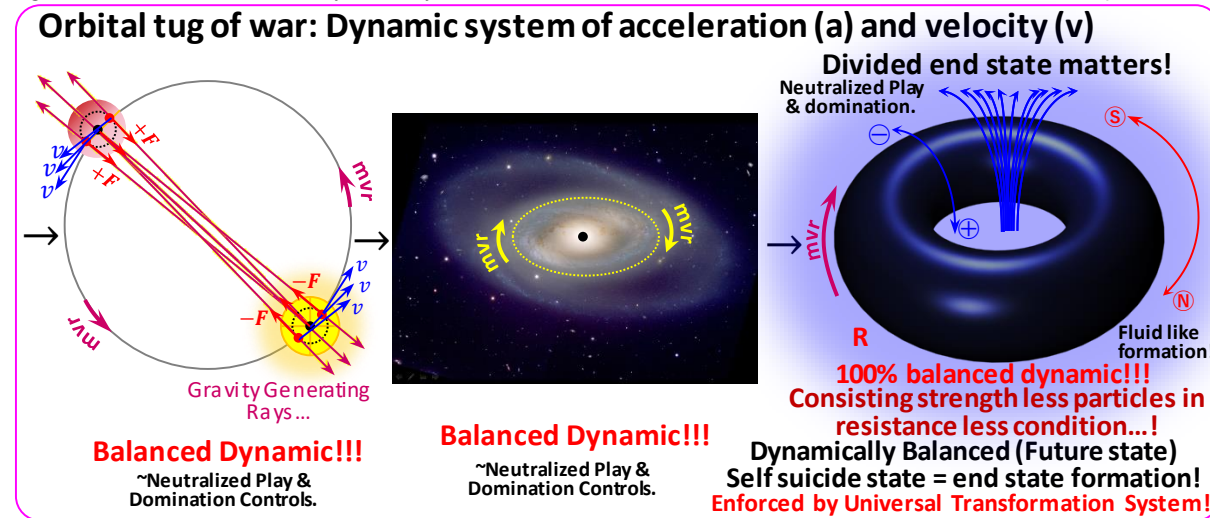 Orbital tug of war: Dynamic system of acceleration (a) and velocity (v)
+F
+F
v
v
v
mvr
mvr
-F
-F
v
v
v
Gravity Generating
Rays...
Balanced Dynamic!!!
~Neutralized Play &
Domination Controls.
mvr
mvr
Balanced Dynamic!!!
~Neutralized Play &
Domination Controls.
Divided end state matters!
Neutralized Play
& domination.
−
+
S
N
mvr
R
Fluid like
formation
100% balanced dynamic!!!
Consisting strength less particles in
resistance less condition...!
Dynamically Balanced (Future state)
Self suicide state = end state formation!
Enforced by Universal Transformation System!